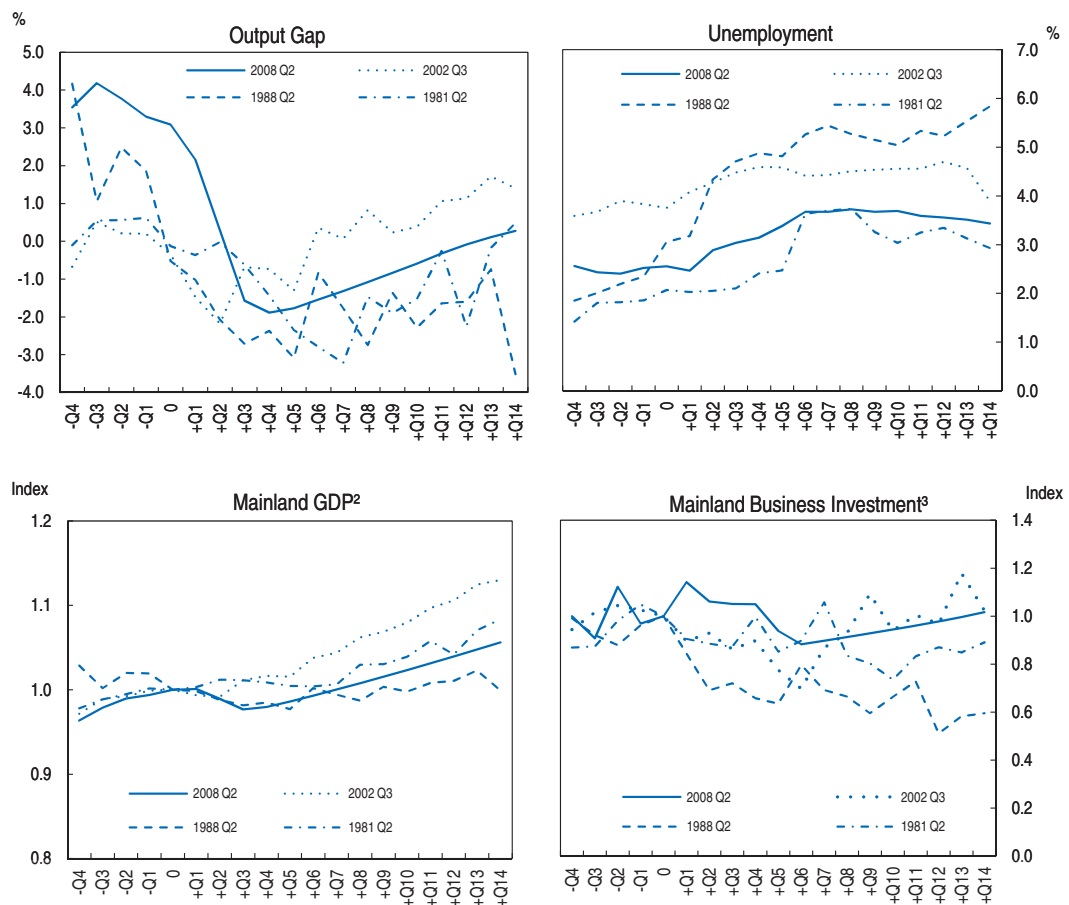 %
Output Gap
5.0
4.0
3.0
2.0
1.0
0.0
-1.0
-2.0
-3.0
-4.0
2008 Q2
2002 Q3
1988 Q2
1981 Q2
-Q4
-Q3
-Q2
-Q1
0
+Q1
+Q2
+Q3
+Q4
+Q5
+Q6
+Q7
+Q8
+Q9
+Q10
+Q11
+Q12
+Q13
+Q14
Unemployment
%
7.0
6.0
5.0
4.0
3.0
2.0
1.0
0.0
2008 Q2
2002 Q3
1988 Q2
1981 Q2
-Q4
-Q3
-Q2
-Q1
0
+Q1
+Q2
+Q3
+Q4
+Q5
+Q6
+Q7
+Q8
+Q9
+Q10
+Q11
+Q12
+Q13
+Q14
Index
Mainland GDP²
1.2
1.1
1.0
0.9
0.8
2008 Q2
2002 Q3
1988 Q2
1981 Q2
-Q4
-Q3
-Q2
-Q1
0
+Q1
+Q2
+Q3
+Q4
+Q5
+Q6
+Q7
+Q8
+Q9
+Q10
+Q11
+Q12
+Q13
+Q14
Mainland Business Investment³
Index
1.4
1.2
1.0
0.8
0.6
0.4
0.2
0.0
2008 Q2
2002 Q3
1988 Q2
1981 Q2
-Q4
-Q3
-Q2
-Q1
0
+Q1
+Q2
+Q3
+Q4
+Q5
+Q6
+Q7
+Q8
+Q9
+Q10
+Q11
+Q12
+Q13
+Q14